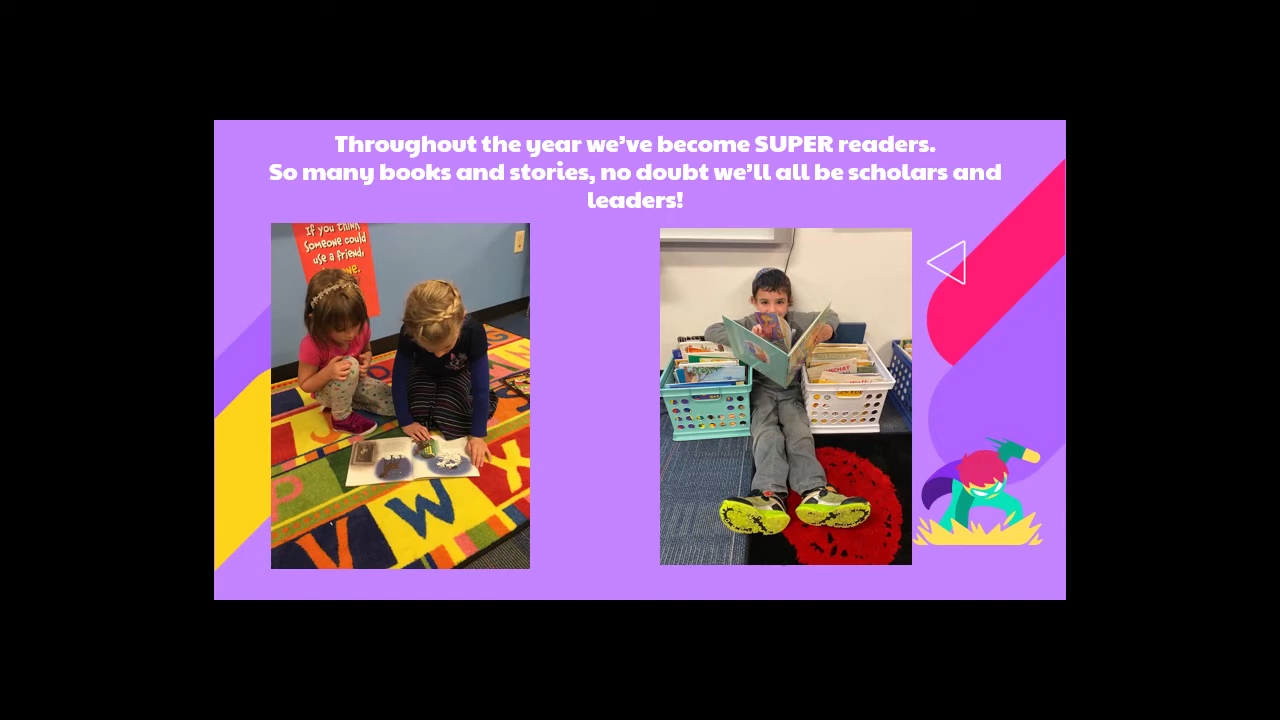 Throughout the year we've become SUPER readers.
So many books and stories, no doubt we'll all be scholars and
leaders!
If you think
someone could
use a friend,
one.
V W X